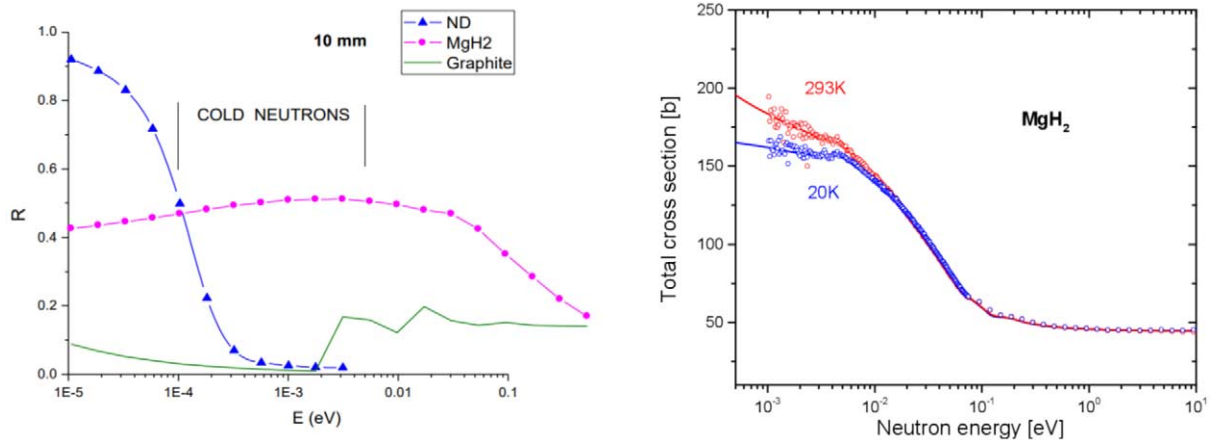 10 mm
ND
MgH2
Graphite
COLD NEUTRONS
R
1.0
0.8
0.6
0.4
0.2
0.0
1E-5 1E-4 1E-3 0.01 0.1
E (eV)
Total cross section [b]
250
200
150
100
50
293K
20K
MgH₂
10⁻³ 10⁻² 10⁻¹ 10⁰ 10¹
Neutron energy [eV]